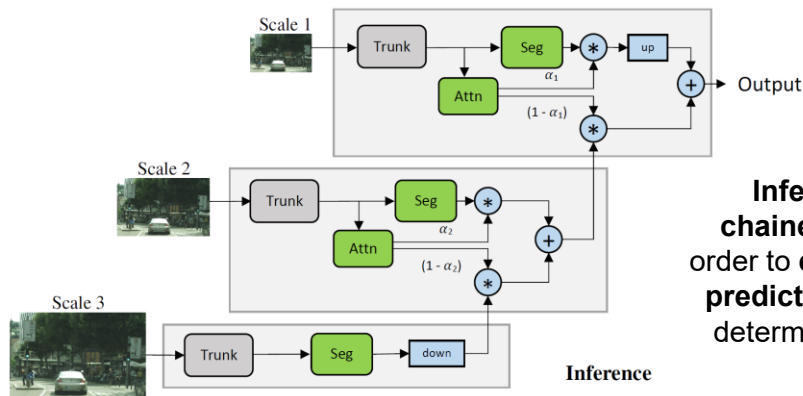 Scale 1
Trunk
Seg
*
up
α₁
Attn
(1 - α₁)
*
+
Output
Scale 2
Trunk
Seg
*
α₂
Attn
(1 - α₂)
*
+
Scale 3
Trunk
Seg
down
Inference
Infe
chaine
order to
predict
determ